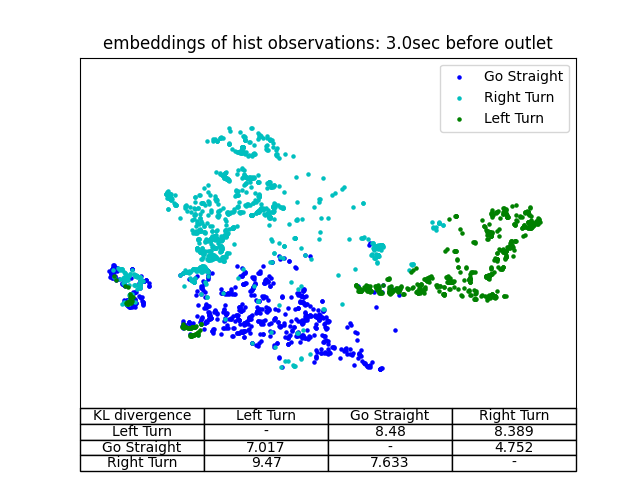 embeddings of hist observations: 3.0sec before outlet
Go Straight
Right Turn
Left Turn
KL divergence Left Turn Go Straight Right Turn
Left Turn - 8.48 8.389
Go Straight 7.017 - 4.752
Right Turn 9.47 7.633 -